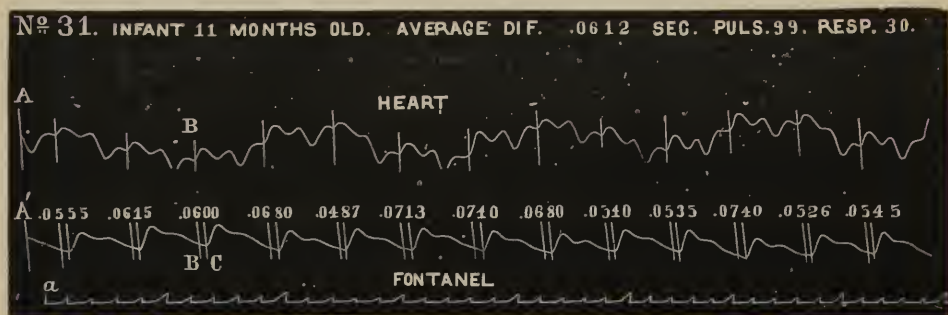 Nº 31. INFANT 11 MONTHS OLD. AVERAGE DIF. .0612 SEC. PULS. 99. RESP. 30.
A
HEART
B
A' .0555 .0615 .0600 .0680 .0487 .0713 .0710 .0680 .0540 .0535 .0740 .0526 .0545
B C
FONTANEL
a